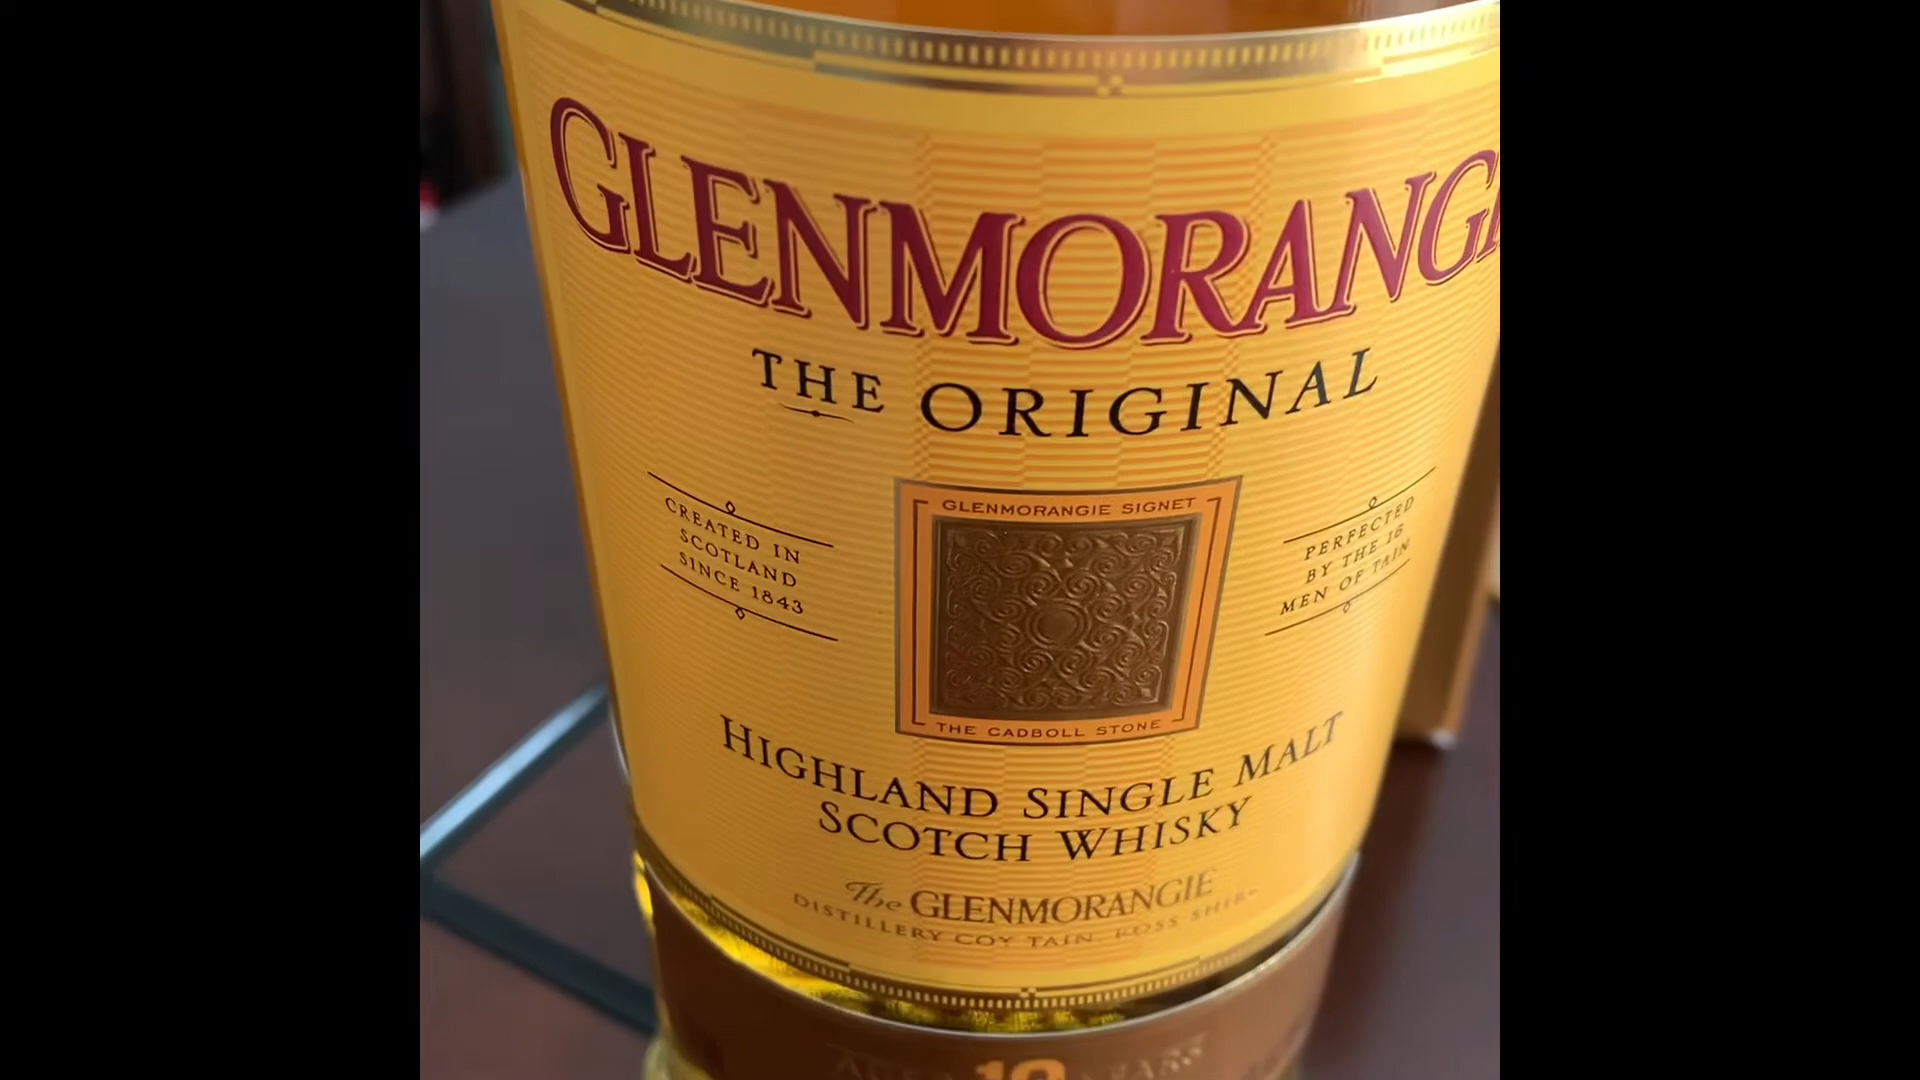 GLENMORANGI
THE ORIGINAL
CREATED IN
SCOTLAND
SINCE 1843
GLENMORANGIE SIGNET
THE CADBOLL STONE
PERFECTED
BY THE 16
MEN OF TAIN
HIGHLAND SINGLE MALT
SCOTCH WHISKY
The GLENMORANGIE
DISTILLERY COY TAIN, ROSS-SHIRE